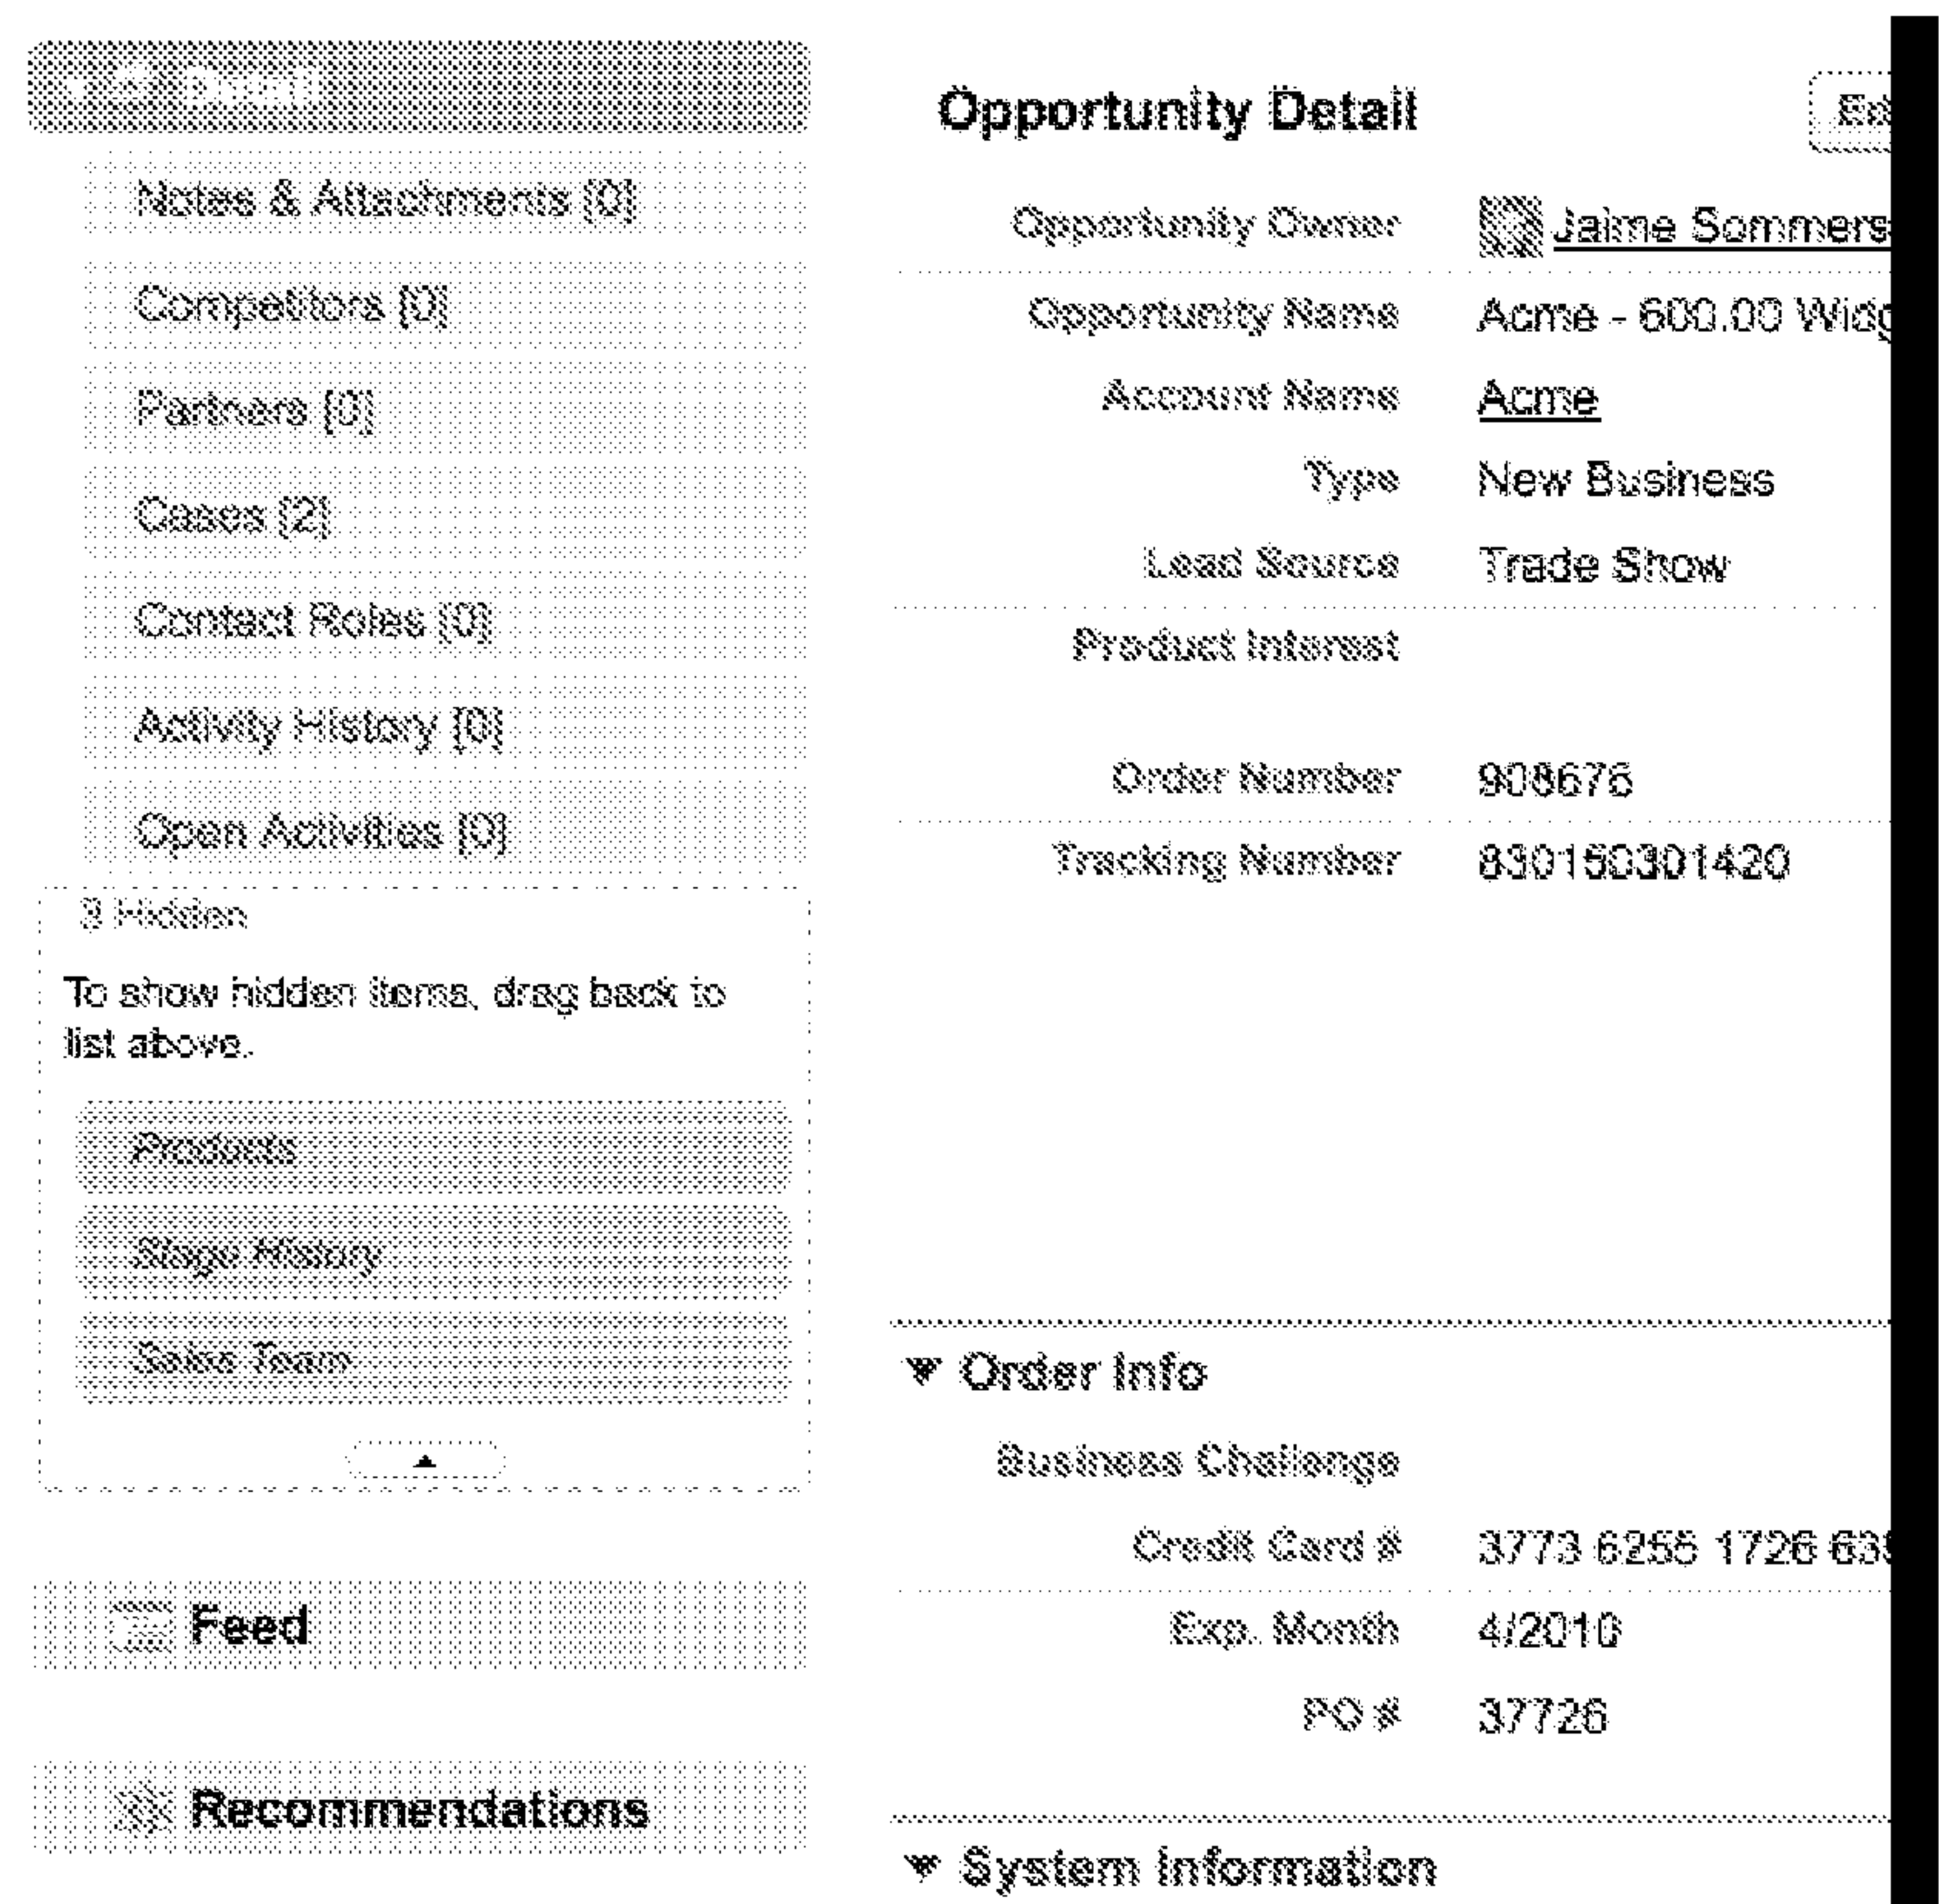 Detail
Notes & Attachments [0]
Competitors [0]
Partners [0]
Cases [2]
Contact Roles [0]
Activity History [0]
Open Activities [0]
3 Hidden
To show hidden items, drag back to
list above.
Products
Stage History
Sales Team
Feed
Recommendations
Opportunity Detail
Opportunity Owner Jaime Sommers
Opportunity Name Acme - 600.00 Widg
Account Name Acme
Type New Business
Lead Source Trade Show
Product Interest
Order Number 908676
Tracking Number 830150301420
Order Info
Business Challenge
Credit Card # 3773 6255 1726
Exp. Month 4/2010
PO # 37726
System Information